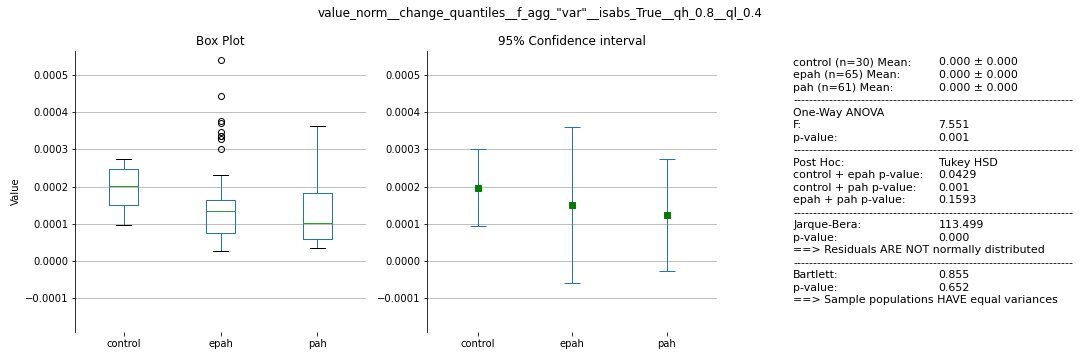 value_norm__change_quantiles__f_agg_"var"__isabs_True__qh_0.8__ql_0.4
Box Plot
Value
0.0005
0.0004
0.0003
0.0002
0.0001
0.0000
−0.0001
control epah pah
95% Confidence interval
0.0005
0.0004
0.0003
0.0002
0.0001
0.0000
−0.0001
control epah pah
control (n=30) Mean: 0.000 ± 0.000
epah (n=65) Mean: 0.000 ± 0.000
pah (n=61) Mean: 0.000 ± 0.000
One-Way ANOVA
F: 7.551
p-value: 0.001
Post Hoc: Tukey HSD
control + epah p-value: 0.0429
control + pah p-value: 0.001
epah + pah p-value: 0.1593
Jarque-Bera: 113.499
p-value: 0.000
==> Residuals ARE NOT normally distributed
Bartlett: 0.855
p-value: 0.652
==> Sample populations HAVE equal variances